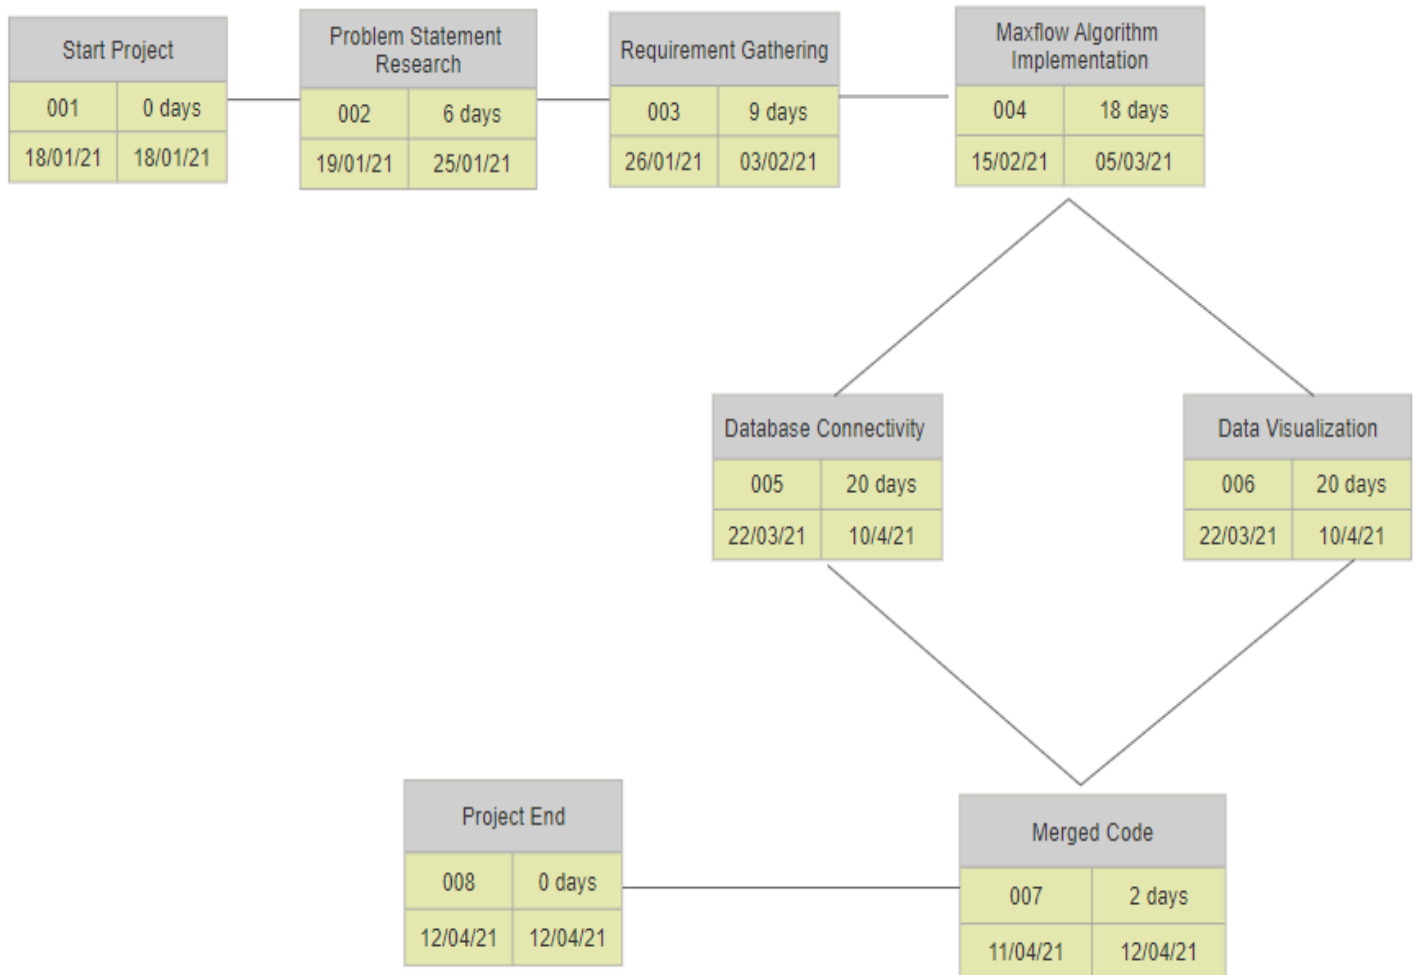 Start Project
001 0 days
18/01/21 18/01/21
Problem Statement
Research
002 6 days
19/01/21 25/01/21
Requirement Gathering
003 9 days
26/01/21 03/02/21
Maxflow Algorithm
Implementation
004 18 days
15/02/21 05/03/21
Database Connectivity
005 20 days
22/03/21 10/4/21
Data Visualization
006 20 days
22/03/21 10/4/21
Project End
008 0 days
12/04/21 12/04/21
Merged Code
007 2 days
11/04/21 12/04/21